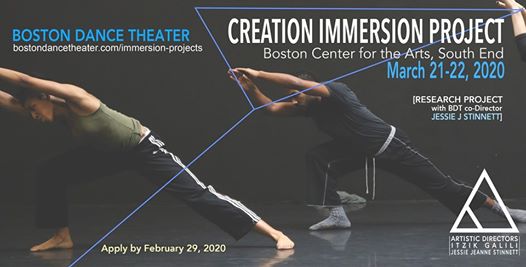 BOSTON DANCE THEATER
bostondancetheater.com/immersion-projects
CREATION IMMERSION PROJECT
Boston Center for the Arts, South End
March 21-22, 2020
[RESEARCH PROJECT
with BDT co-Director
JESSIE J STINNETT]
Apply by February 29, 2020
ARTISTIC DIRECTORS
ITZIK GALILI
JESSIE JEANNE STINNETT